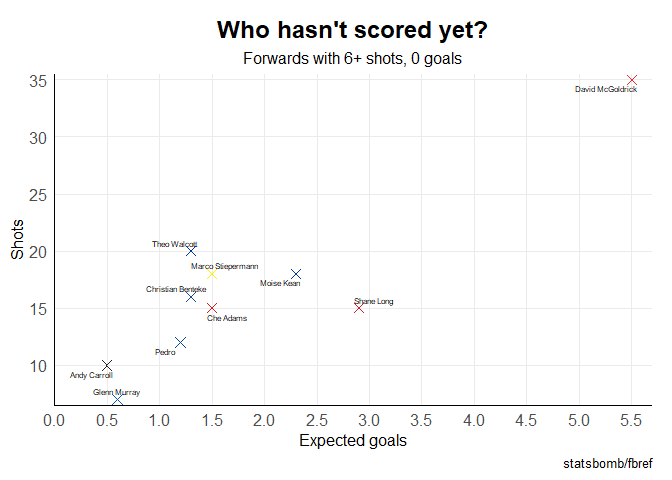 Who hasn't scored yet?
Forwards with 6+ shots, 0 goals
35
David McGoldrick
30
25
Shots
Theo Walcott
20
Marco Stiepermann
Moise Kean
Christian Benteke
Shane Long
15
Che Adams
Pedro
10
Andy Carroll
Glenn Murray
0.0 0.5 1.0 1.5 2.0 2.5 3.0 3.5 4.0 4.5 5.0 5.5
Expected goals
statsbomb/fbref